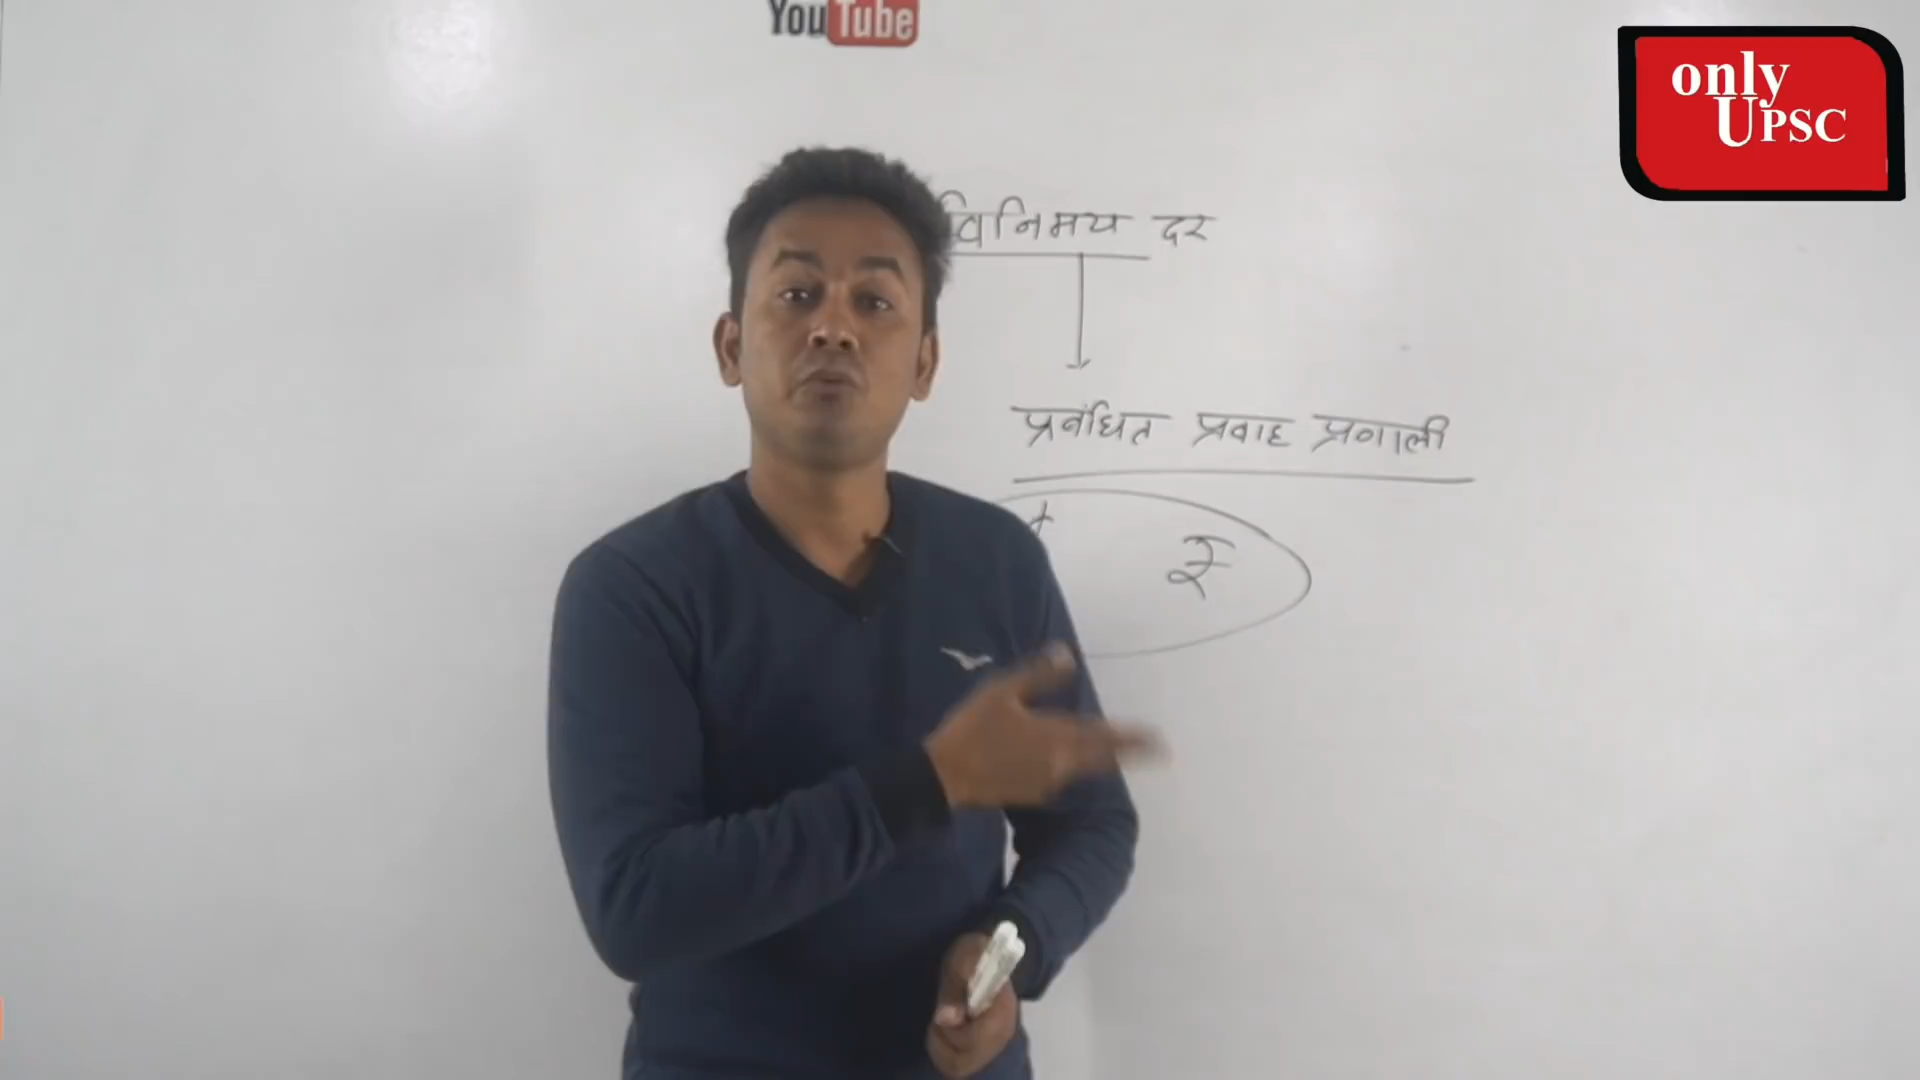 YouTube
only
UPSC
विनिमय दर
प्रबंधित प्रवाह प्रणाली
₹